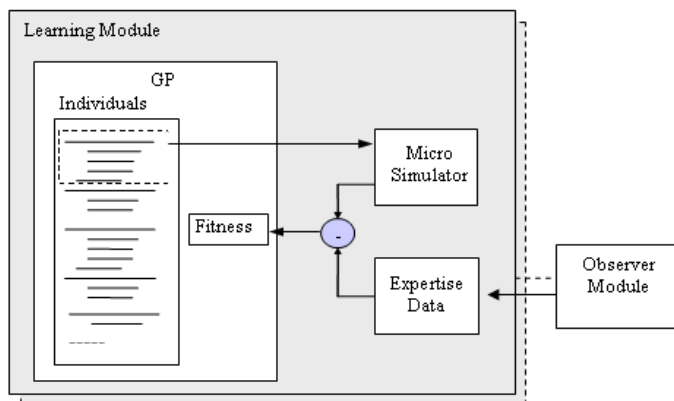 Learning Module
GP
Individuals
Micro
Simulator
Fitness
-
Expertise
Data
Observer
Module